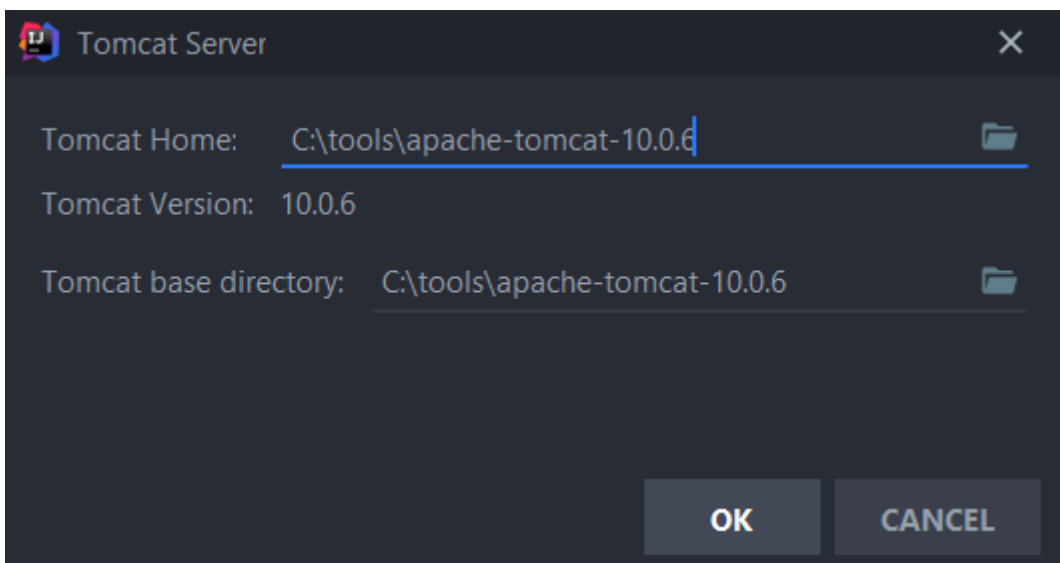 Tomcat Server
Tomcat Home: C:\tools\apache-tomcat-10.0.6
Tomcat Version: 10.0.6
Tomcat base directory: C:\tools\apache-tomcat-10.0.6
OK CANCEL